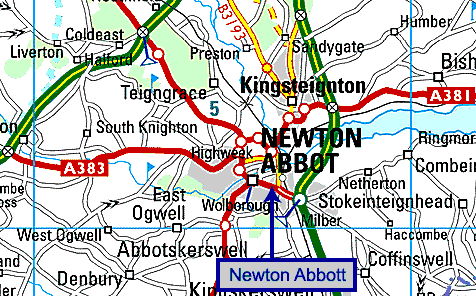 Humber
Coldeast
B3193
Sandygate
Liverton
Preston
Halford
Bish
Kingsteignton
Teigngrace
A381
5
South Knighton
NEWTON
ABBOT
Ringmor
Highweek
Combein
A383
Netherton
East
Ogwell
Wolborough
Stokeinteignhead
Milber
West Ogwell
Haccombe
Abbotskerswell
Coffinswell
Denbury
Newton Abbott
Kingskerswell